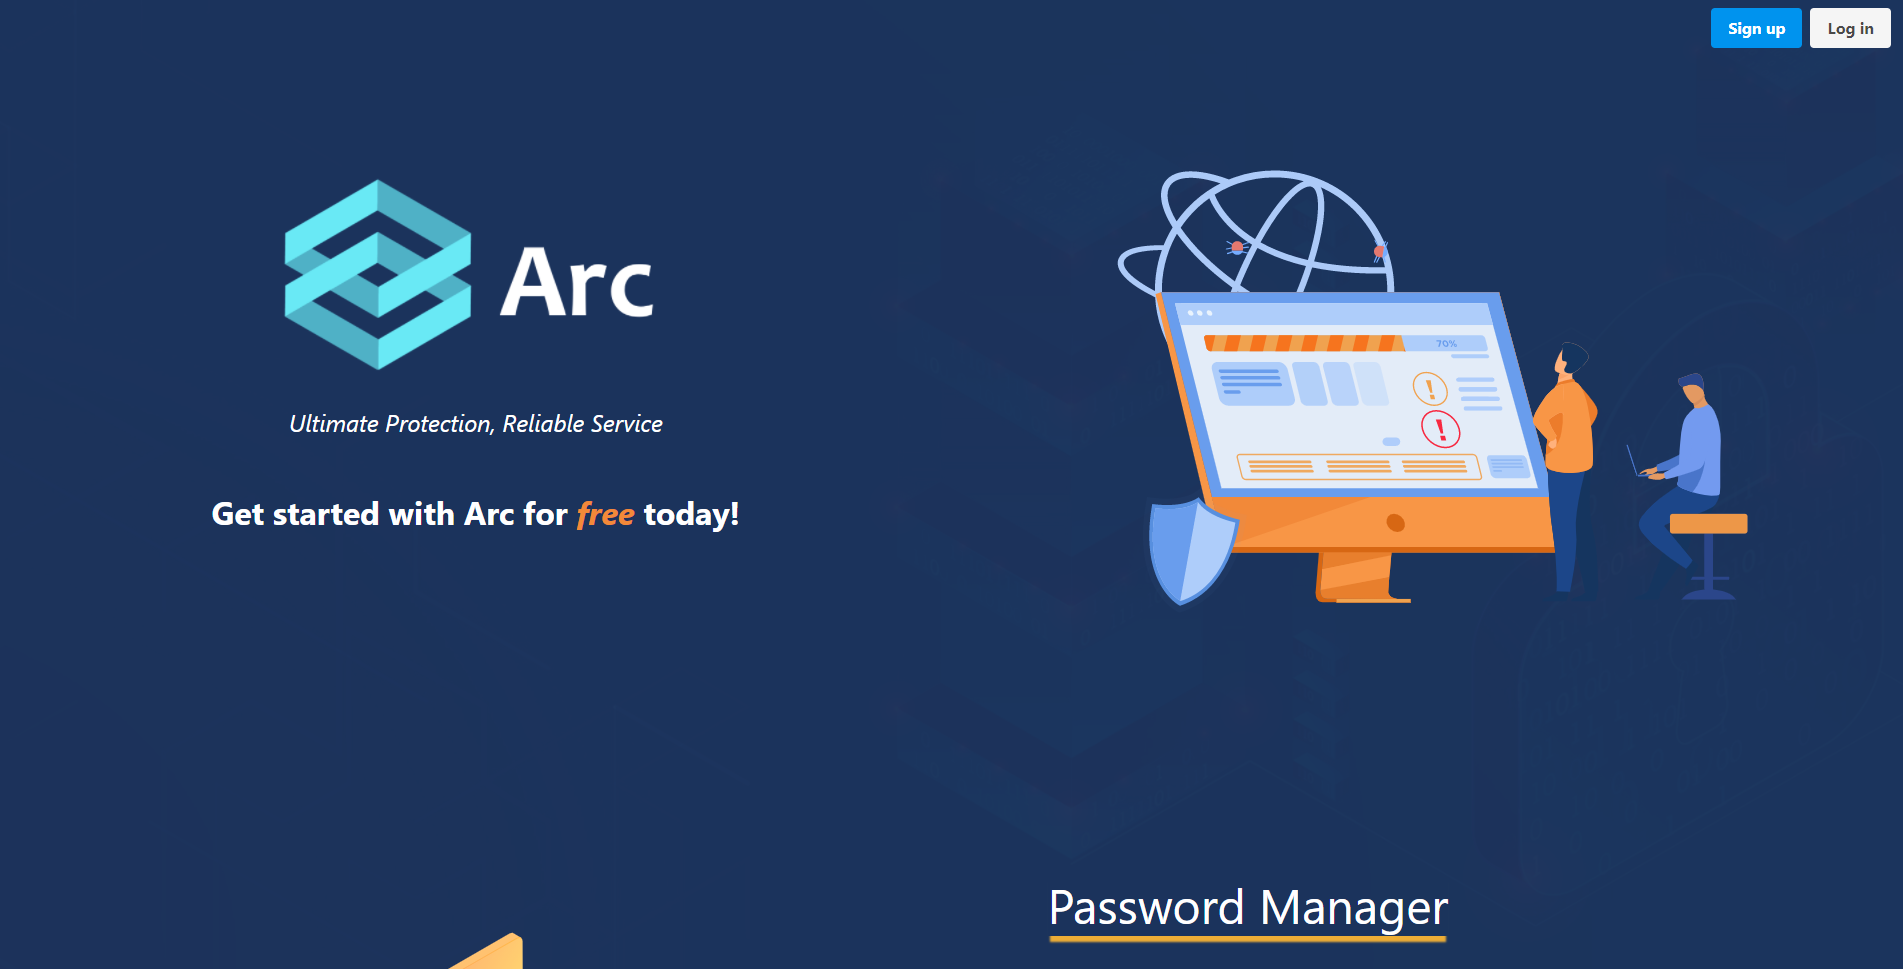 Sign up
Log in
Arc
Ultimate Protection, Reliable Service
70%
Get started with Arc for free today!
Password Manager